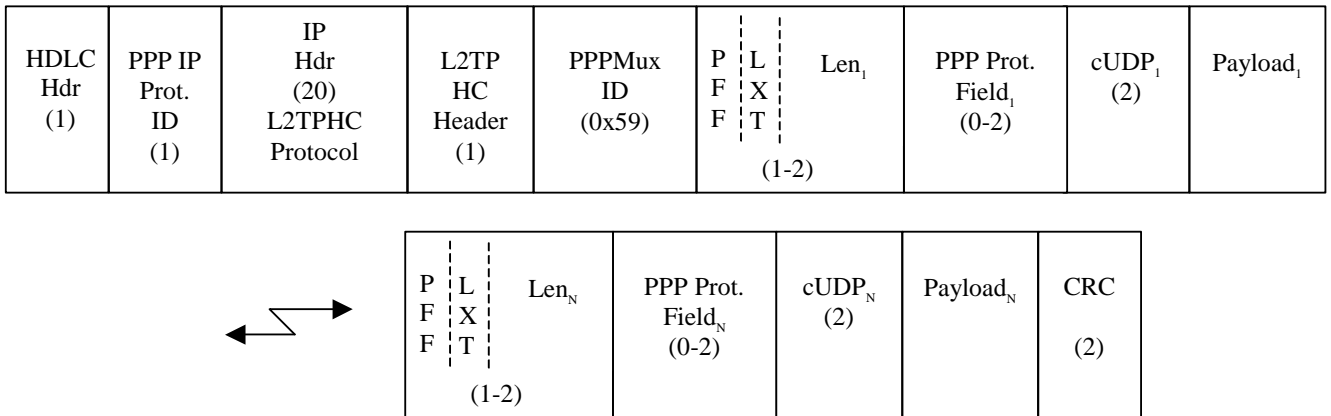 HDLC
Hdr
(1)
PPP IP
Prot.
ID
(1)
IP
Hdr
(20)
L2TPHC
Protocol
L2TP
HC
Header
(1)
PPPMux
ID
(0x59)
P
F
F
L
X
T
Len1
(1-2)
PPP Prot.
Field1
(0-2)
cUDP1
(2)
Payload1
P
F
F
L
X
T
LenN
(1-2)
PPP Prot.
FieldN
(0-2)
cUDPN
(2)
PayloadN
CRC
(2)